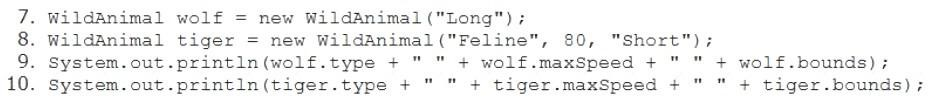 7. WildAnimal wolf = new WildAnimal("Long");
8. WildAnimal tiger = new WildAnimal("Feline", 80, "Short");
9. System.out.println(wolf.type + " " + wolf.maxSpeed + " " + wolf.bounds);
10. System.out.println(tiger.type + " " + tiger.maxSpeed + " " + tiger.bounds);